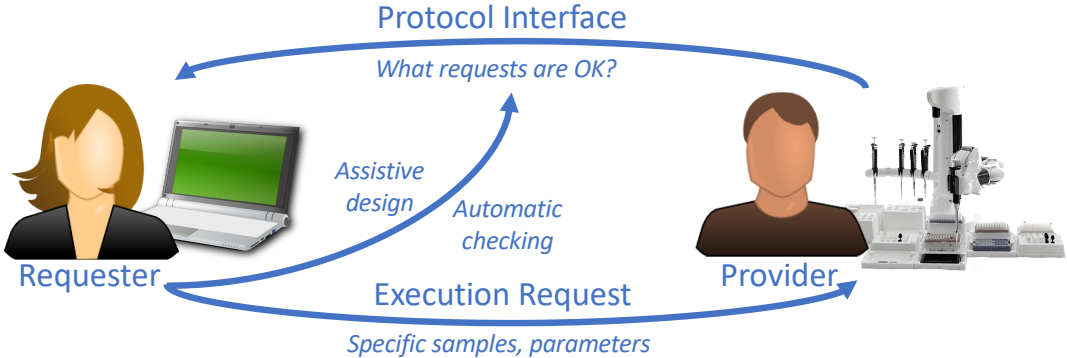 Protocol Interface
What requests are OK?
Assistive
design
Automatic
checking
Requester
Provider
Execution Request
Specific samples, parameters